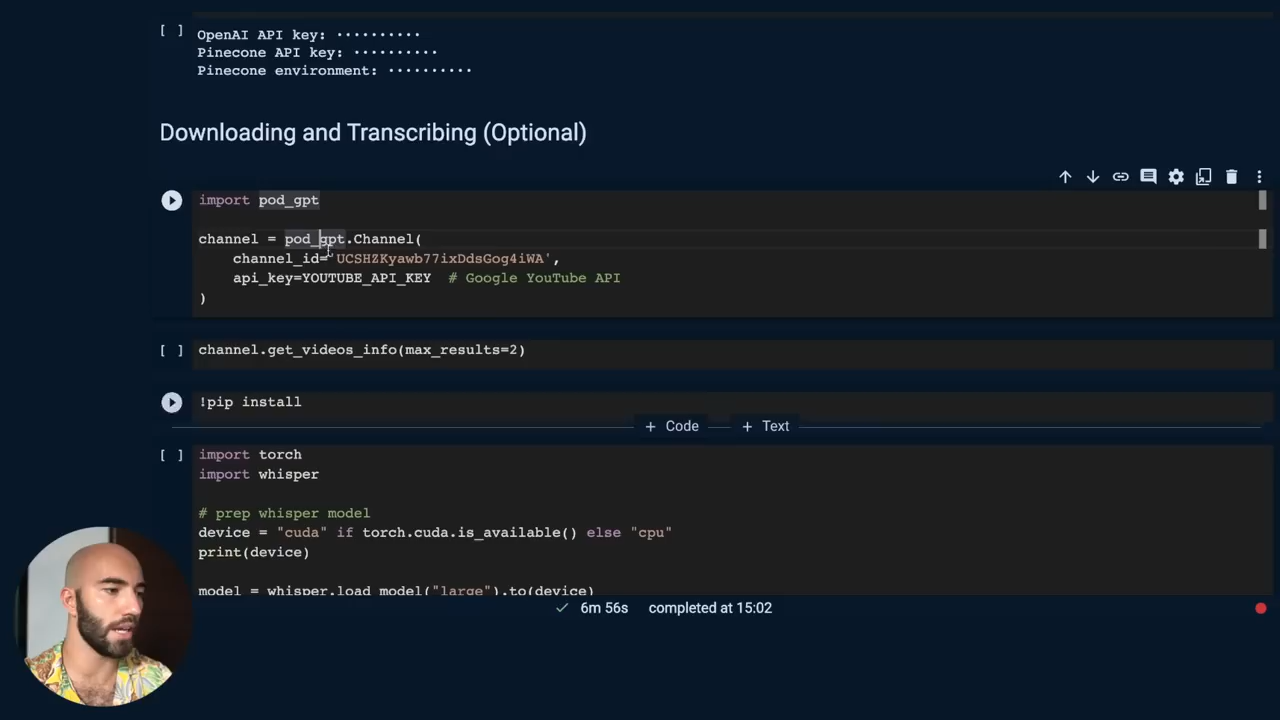 [ ] OpenAI API key: ··········
Pinecone API key: ··········
Pinecone environment: ··········
Downloading and Transcribing (Optional)
import pod_gpt
channel = pod_gpt.Channel(
channel_id='UCSHZKyawb77ixDdsGog4iWA',
api_key=YOUTUBE_API_KEY # Google YouTube API
)
[ ] channel.get_videos_info(max_results=2)
!pip install
+ Code + Text
[ ] import torch
import whisper
# prep whisper model
device = "cuda" if torch.cuda.is_available() else "cpu"
print(device)
model = whisper.load_model("large").to(device)
6m 56s completed at 15:02